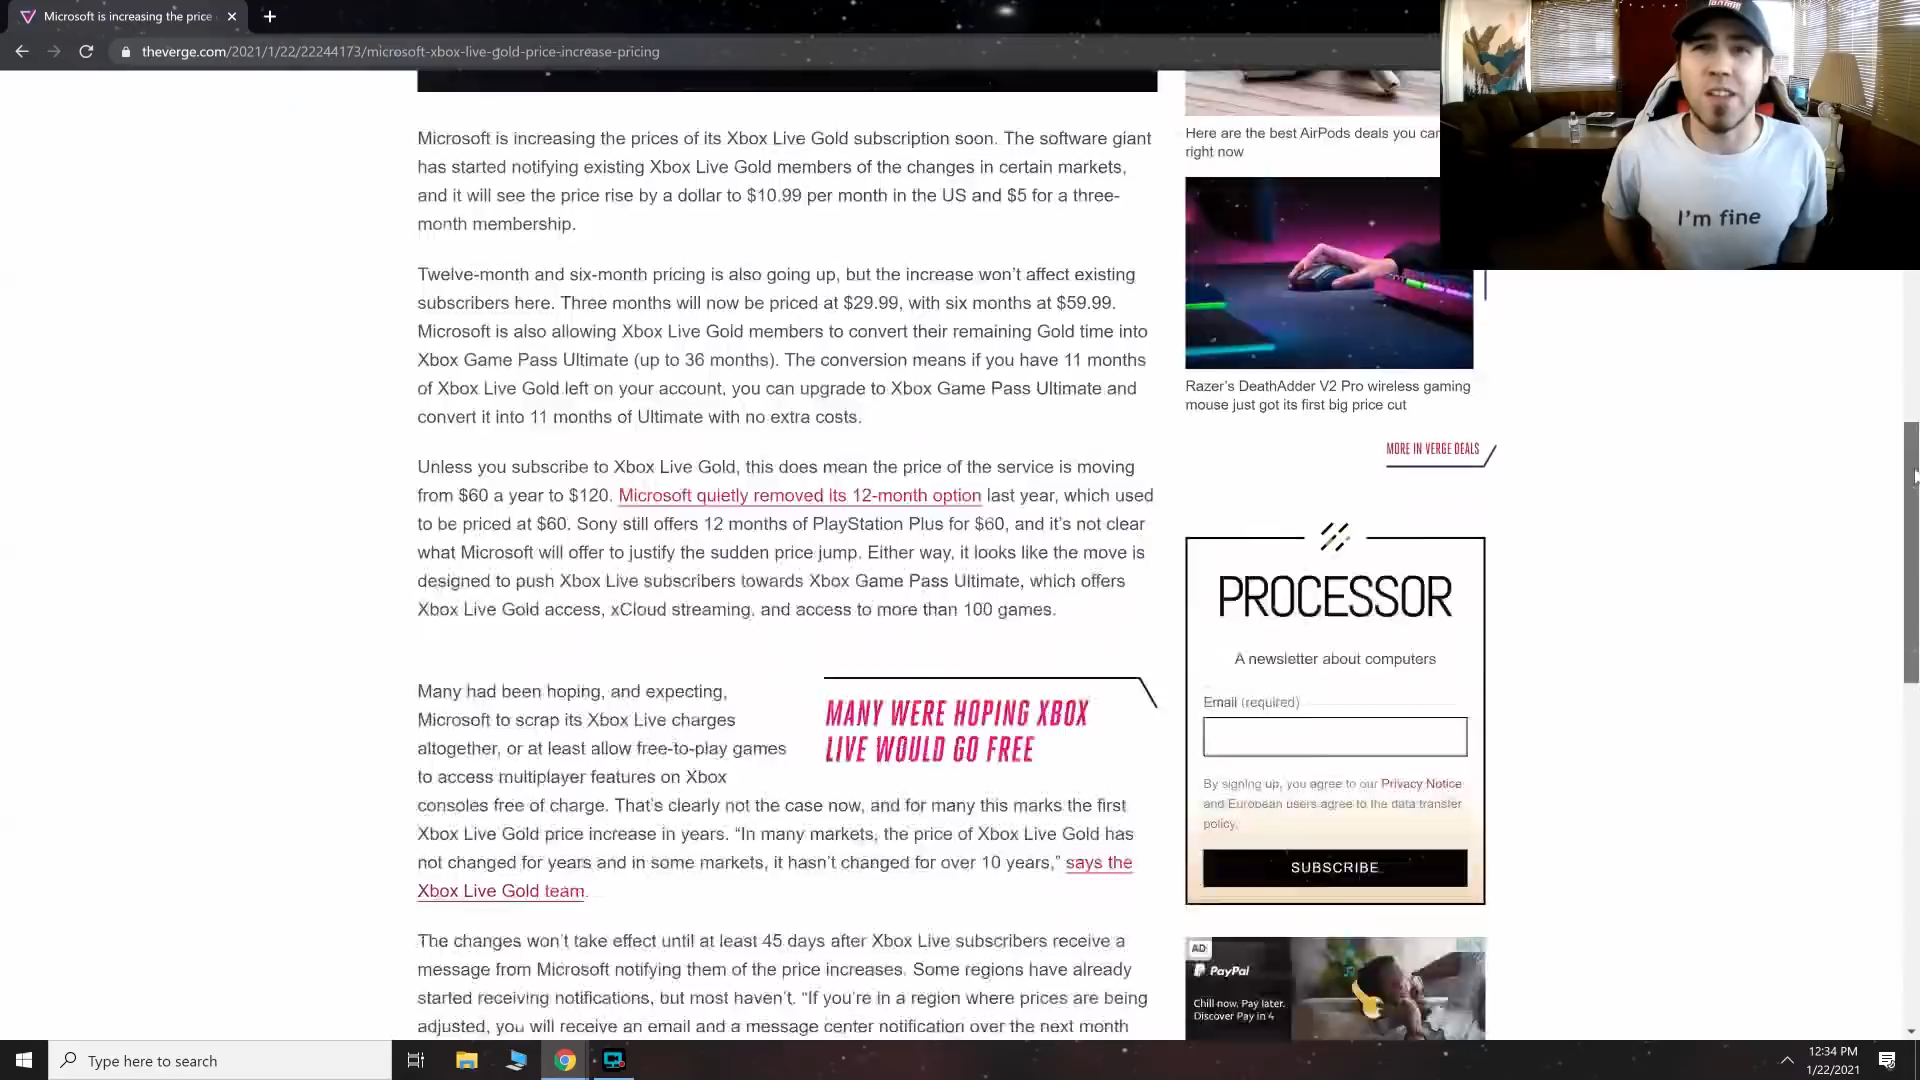 Microsoft is increasing the price
theverge.com/2021/1/22/22244173/microsoft-xbox-live-gold-price-increase-pricing
Microsoft is increasing the prices of its Xbox Live Gold subscription soon. The software giant
has started notifying existing Xbox Live Gold members of the changes in certain markets,
and it will see the price rise by a dollar to $10.99 per month in the US and $5 for a three-
month membership.
Twelve-month and six-month pricing is also going up, but the increase won't affect existing
subscribers here. Three months will now be priced at $29.99, with six months at $59.99.
Microsoft is also allowing Xbox Live Gold members to convert their remaining Gold time into
Xbox Game Pass Ultimate (up to 36 months). The conversion means if you have 11 months
of Xbox Live Gold left on your account, you can upgrade to Xbox Game Pass Ultimate and
convert it into 11 months of Ultimate with no extra costs.
Unless you subscribe to Xbox Live Gold, this does mean the price of the service is moving
from $60 a year to $120. Microsoft quietly removed its 12-month option last year, which used
to be priced at $60. Sony still offers 12 months of PlayStation Plus for $60, and it's not clear
what Microsoft will offer to justify the sudden price jump. Either way, it looks like the move is
designed to push Xbox Live subscribers towards Xbox Game Pass Ultimate, which offers
Xbox Live Gold access, xCloud streaming, and access to more than 100 games.
Many had been hoping, and expecting,
Microsoft to scrap its Xbox Live charges
altogether, or at least allow free-to-play games
to access multiplayer features on Xbox
consoles free of charge. That's clearly not the case now, and for many this marks the first
Xbox Live Gold price increase in years. “In many markets, the price of Xbox Live Gold has
not changed for years and in some markets, it hasn't changed for over 10 years,” says the
Xbox Live Gold team.
MANY WERE HOPING XBOX
LIVE WOULD GO FREE
The changes won't take effect until at least 45 days after Xbox Live subscribers receive a
message from Microsoft notifying them of the price increases. Some regions have already
started receiving notifications, but most haven't. “If you're in a region where prices are being
adjusted, you will receive an email and a message center notification over the next month
Here are the best AirPods deals you can
right now
Razer's DeathAdder V2 Pro wireless gaming
mouse just got its first big price cut
MORE IN VERGE DEALS
PROCESSOR
A newsletter about computers
Email (required)
By signing up, you agree to our Privacy Notice
and European users agree to the data transfer
policy.
SUBSCRIBE
AD
PayPal
Chill now. Pay later.
Discover Pay in 4
I'm fine
Type here to search
12:34 PM
1/22/2021